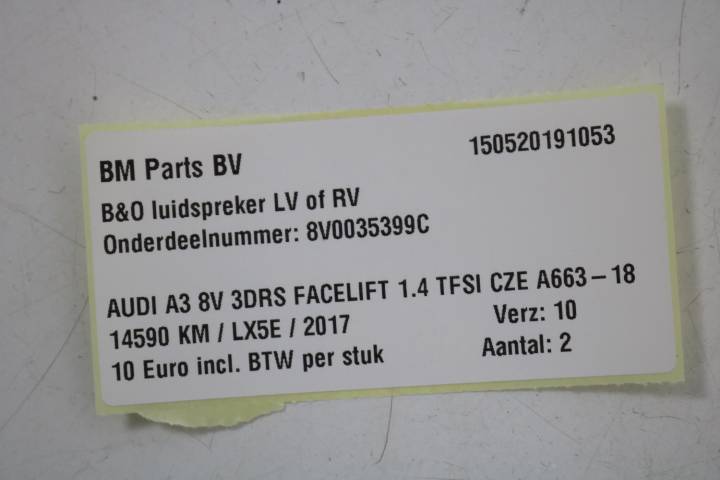 BM Parts BV 150520191053
B&O luidspreker LV of RV
Onderdeelnummer: 8V0035399C
AUDI A3 8V 3DRS FACELIFT 1.4 TFSI CZE A663-18
14590 KM / LX5E / 2017 Verz: 10
10 Euro incl. BTW per stuk Aantal: 2